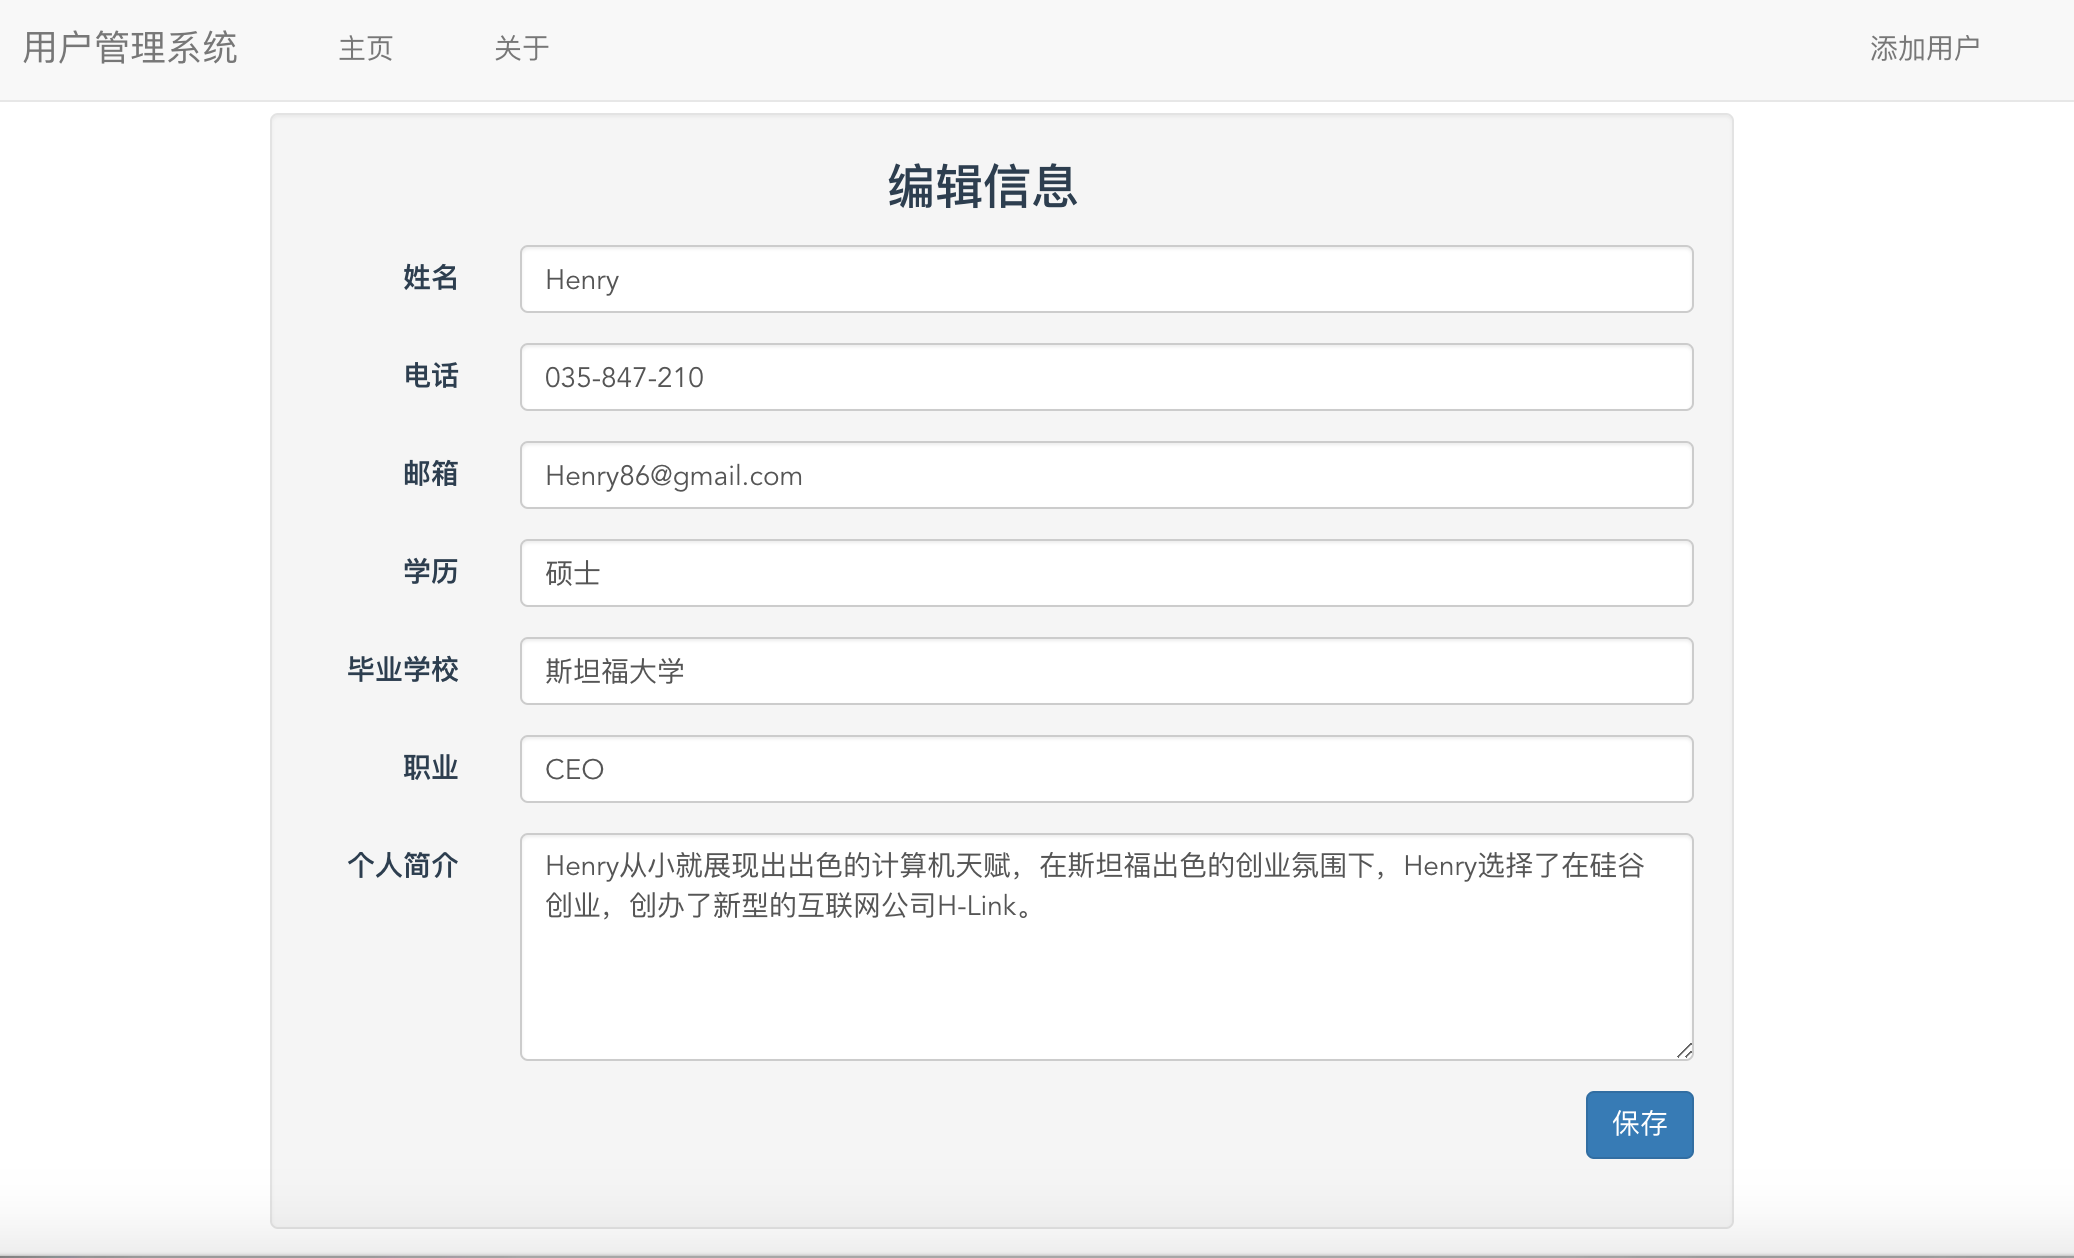 用户管理系统 主页 关于 添加用户
编辑信息
姓名 Henry
电话 035-847-210
邮箱 Henry86@gmail.com
学历 硕士
毕业学校 斯坦福大学
职业 CEO
个人简介 Henry从小就展现出出色的计算机天赋，在斯坦福出色的创业氛围下，Henry选择了在硅谷
创业，创办了新型的互联网公司H-Link。
保存